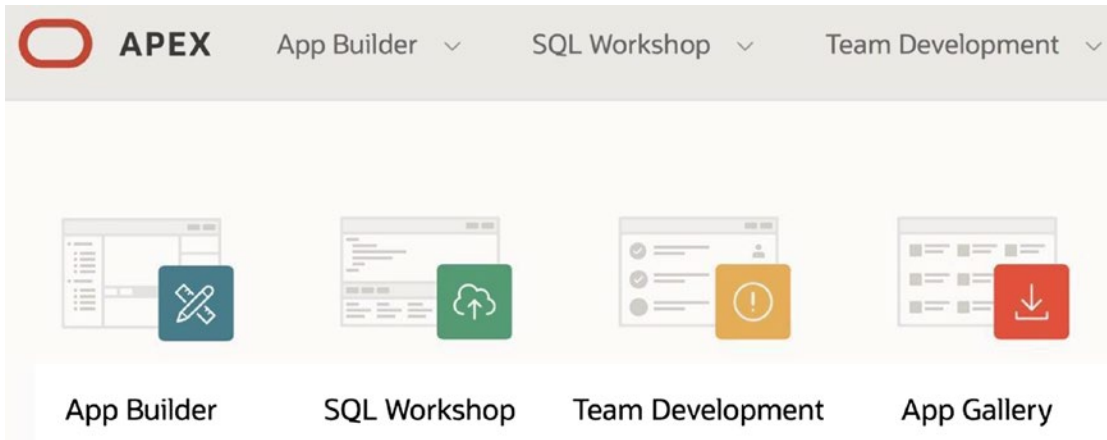 APEX App Builder SQL Workshop Team Development
App Builder SQL Workshop Team Development App Gallery